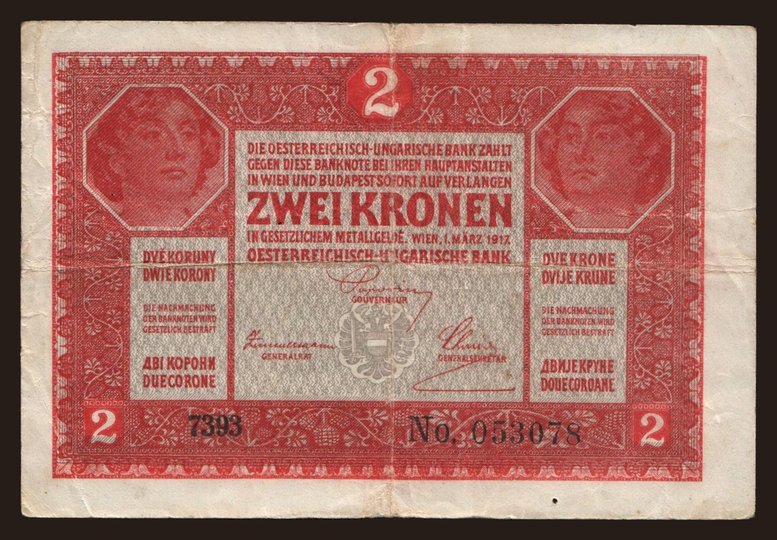 2
DIE OESTERREICHISCH-UNGARISCHE BANK ZAHLT
GEGEN DIESE BANKNOTE BEI IHREN HAUPTANSTALTEN
IN WIEN UND BUDAPEST SOFORT AUF VERLANGEN
ZWEI KRONEN
IN GESETZLICHEM METALLGELDE. WIEN, 1. MÄRZ 1917.
OESTERREICHISCH-UNGARISCHE BANK
DVE KORUNY
DWIE KORONY
DIE NACHMACHUNG
DER BANKNOTEN WIRD
GESETZLICH BESTRAFT
ДВІ КОРОНИ
DUE CORONE
GOUVERNEUR
GENERALRAT
GENERALSEKRETÄR
DVE KRONE
DVIJE KRUNE
DIE NACHMACHUNG
DER BANKNOTEN WIRD
GESETZLICH BESTRAFT
ДВИЈЕ КРУНЕ
DOUE COROANE
2
7393
No. 053078
2